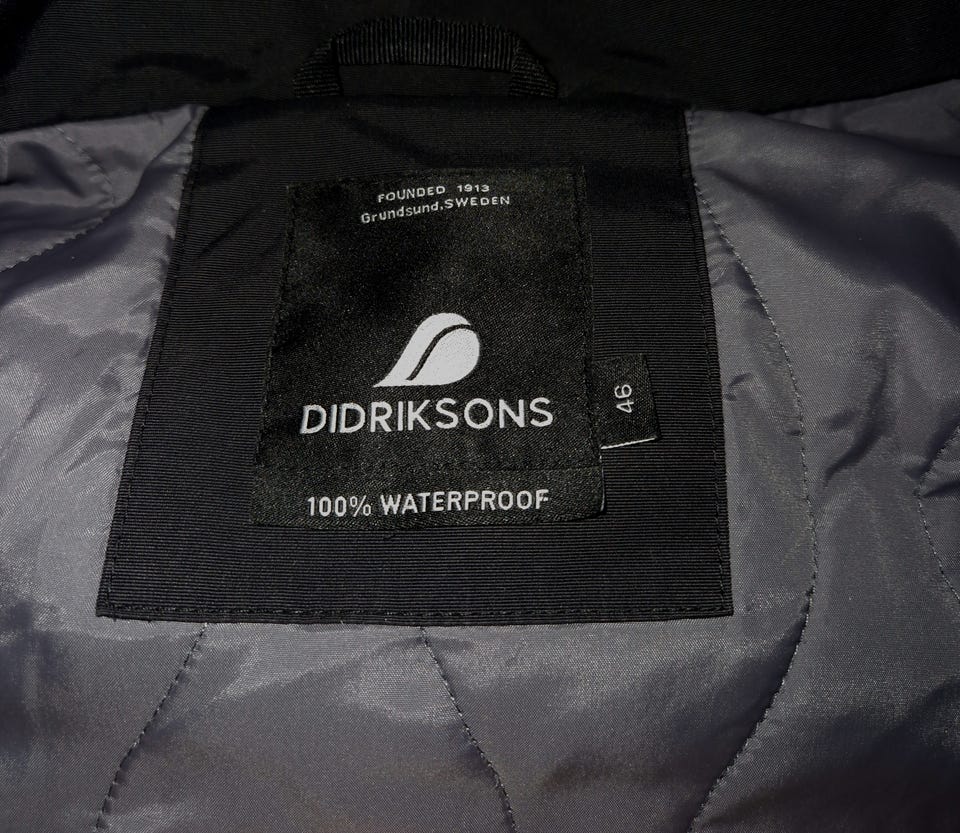 FOUNDED 1913
Grundsund.SWEDEN
DIDRIKSONS
46
100% WATERPROOF